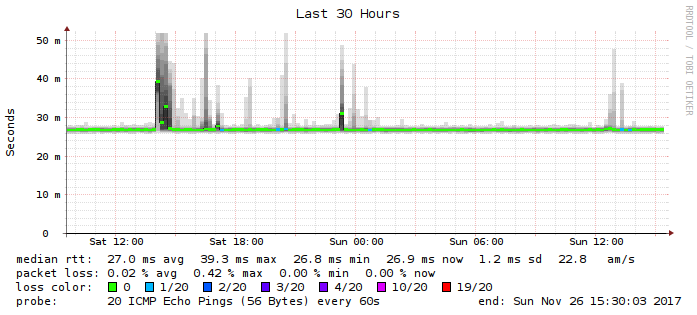 Last 30 Hours
RRDTOOL / TOBI OETIKER
Seconds
50 m
40 m
30 m
20 m
10 m
0
Sat 12:00 Sat 18:00 Sun 00:00 Sun 06:00 Sun 12:00
median rtt: 27.0 ms avg 39.3 ms max 26.8 ms min 26.9 ms now 1.2 ms sd 22.8 am/s
packet loss: 0.02 % avg 0.42 % max 0.00 % min 0.00 % now
loss color: 0 1/20 2/20 3/20 4/20 10/20 19/20
probe: 20 ICMP Echo Pings (56 Bytes) every 60s end: Sun Nov 26 15:30:03 2017